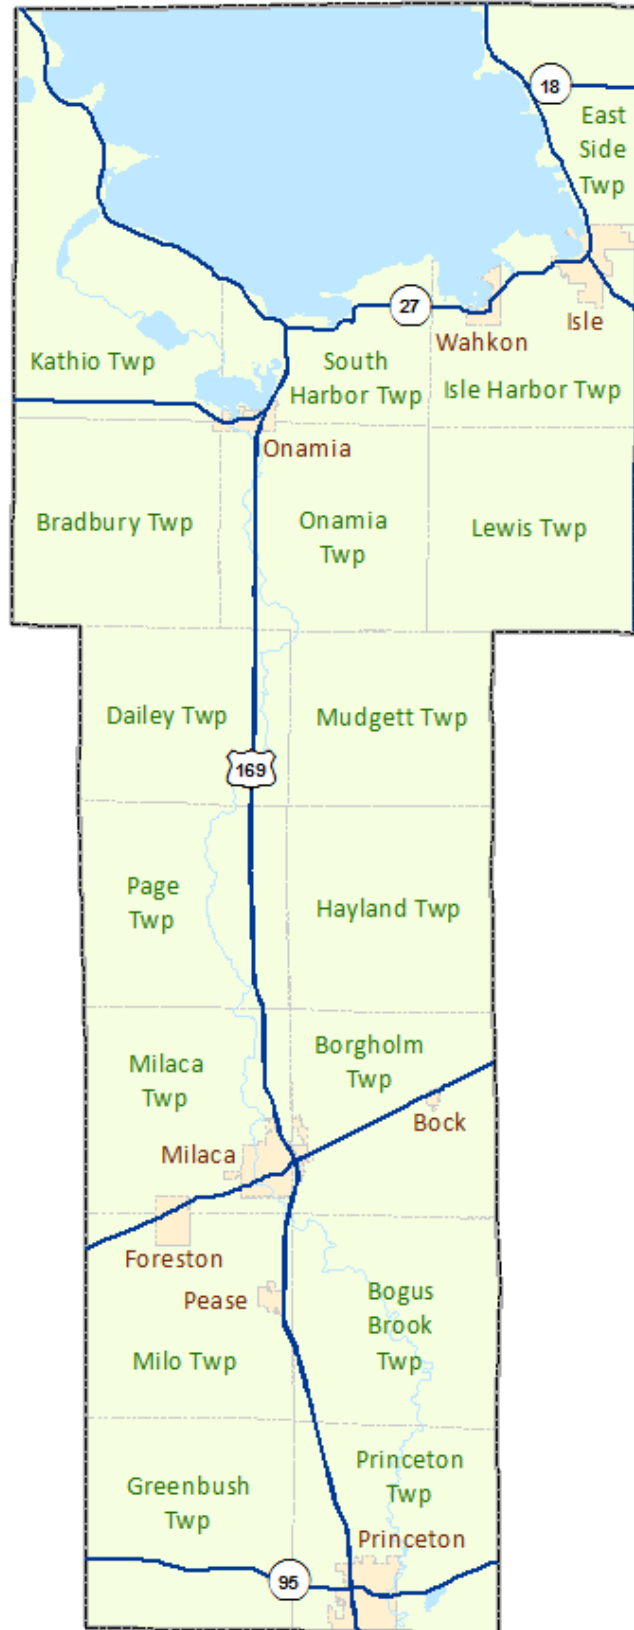 18
East
Side
Twp
27
Wahkon
Isle
Kathio Twp
South
Harbor Twp
Isle Harbor Twp
Onamia
Bradbury Twp
Onamia
Twp
Lewis Twp
Dailey Twp
Mudgett Twp
169
Page
Twp
Hayland Twp
Milaca
Twp
Borgholm
Twp
Bock
Milaca
Foreston
Pease
Bogus
Brook
Twp
Milo Twp
Greenbush
Twp
Princeton
Twp
Princeton
95